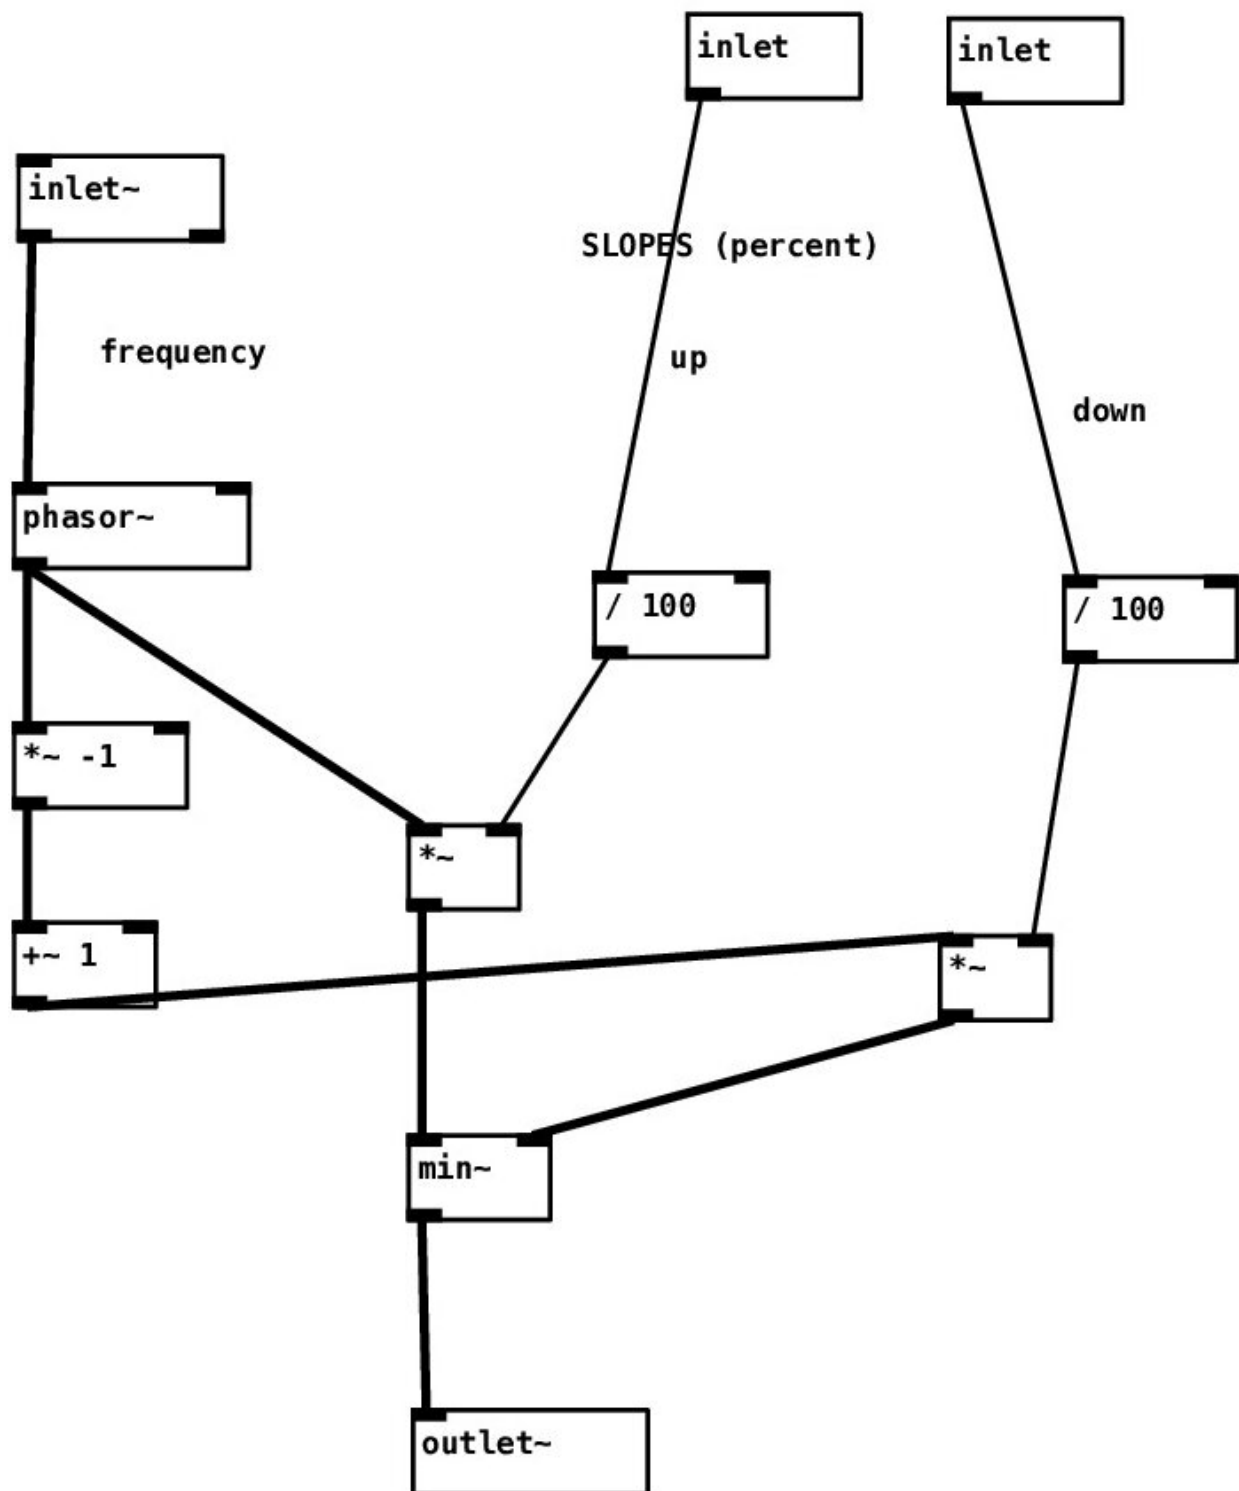 inlet
inlet
inlet~
SLOPES (percent)
frequency
up
down
phasor~
/ 100
/ 100
*~ -1
*~
+~ 1
*~
min~
outlet~